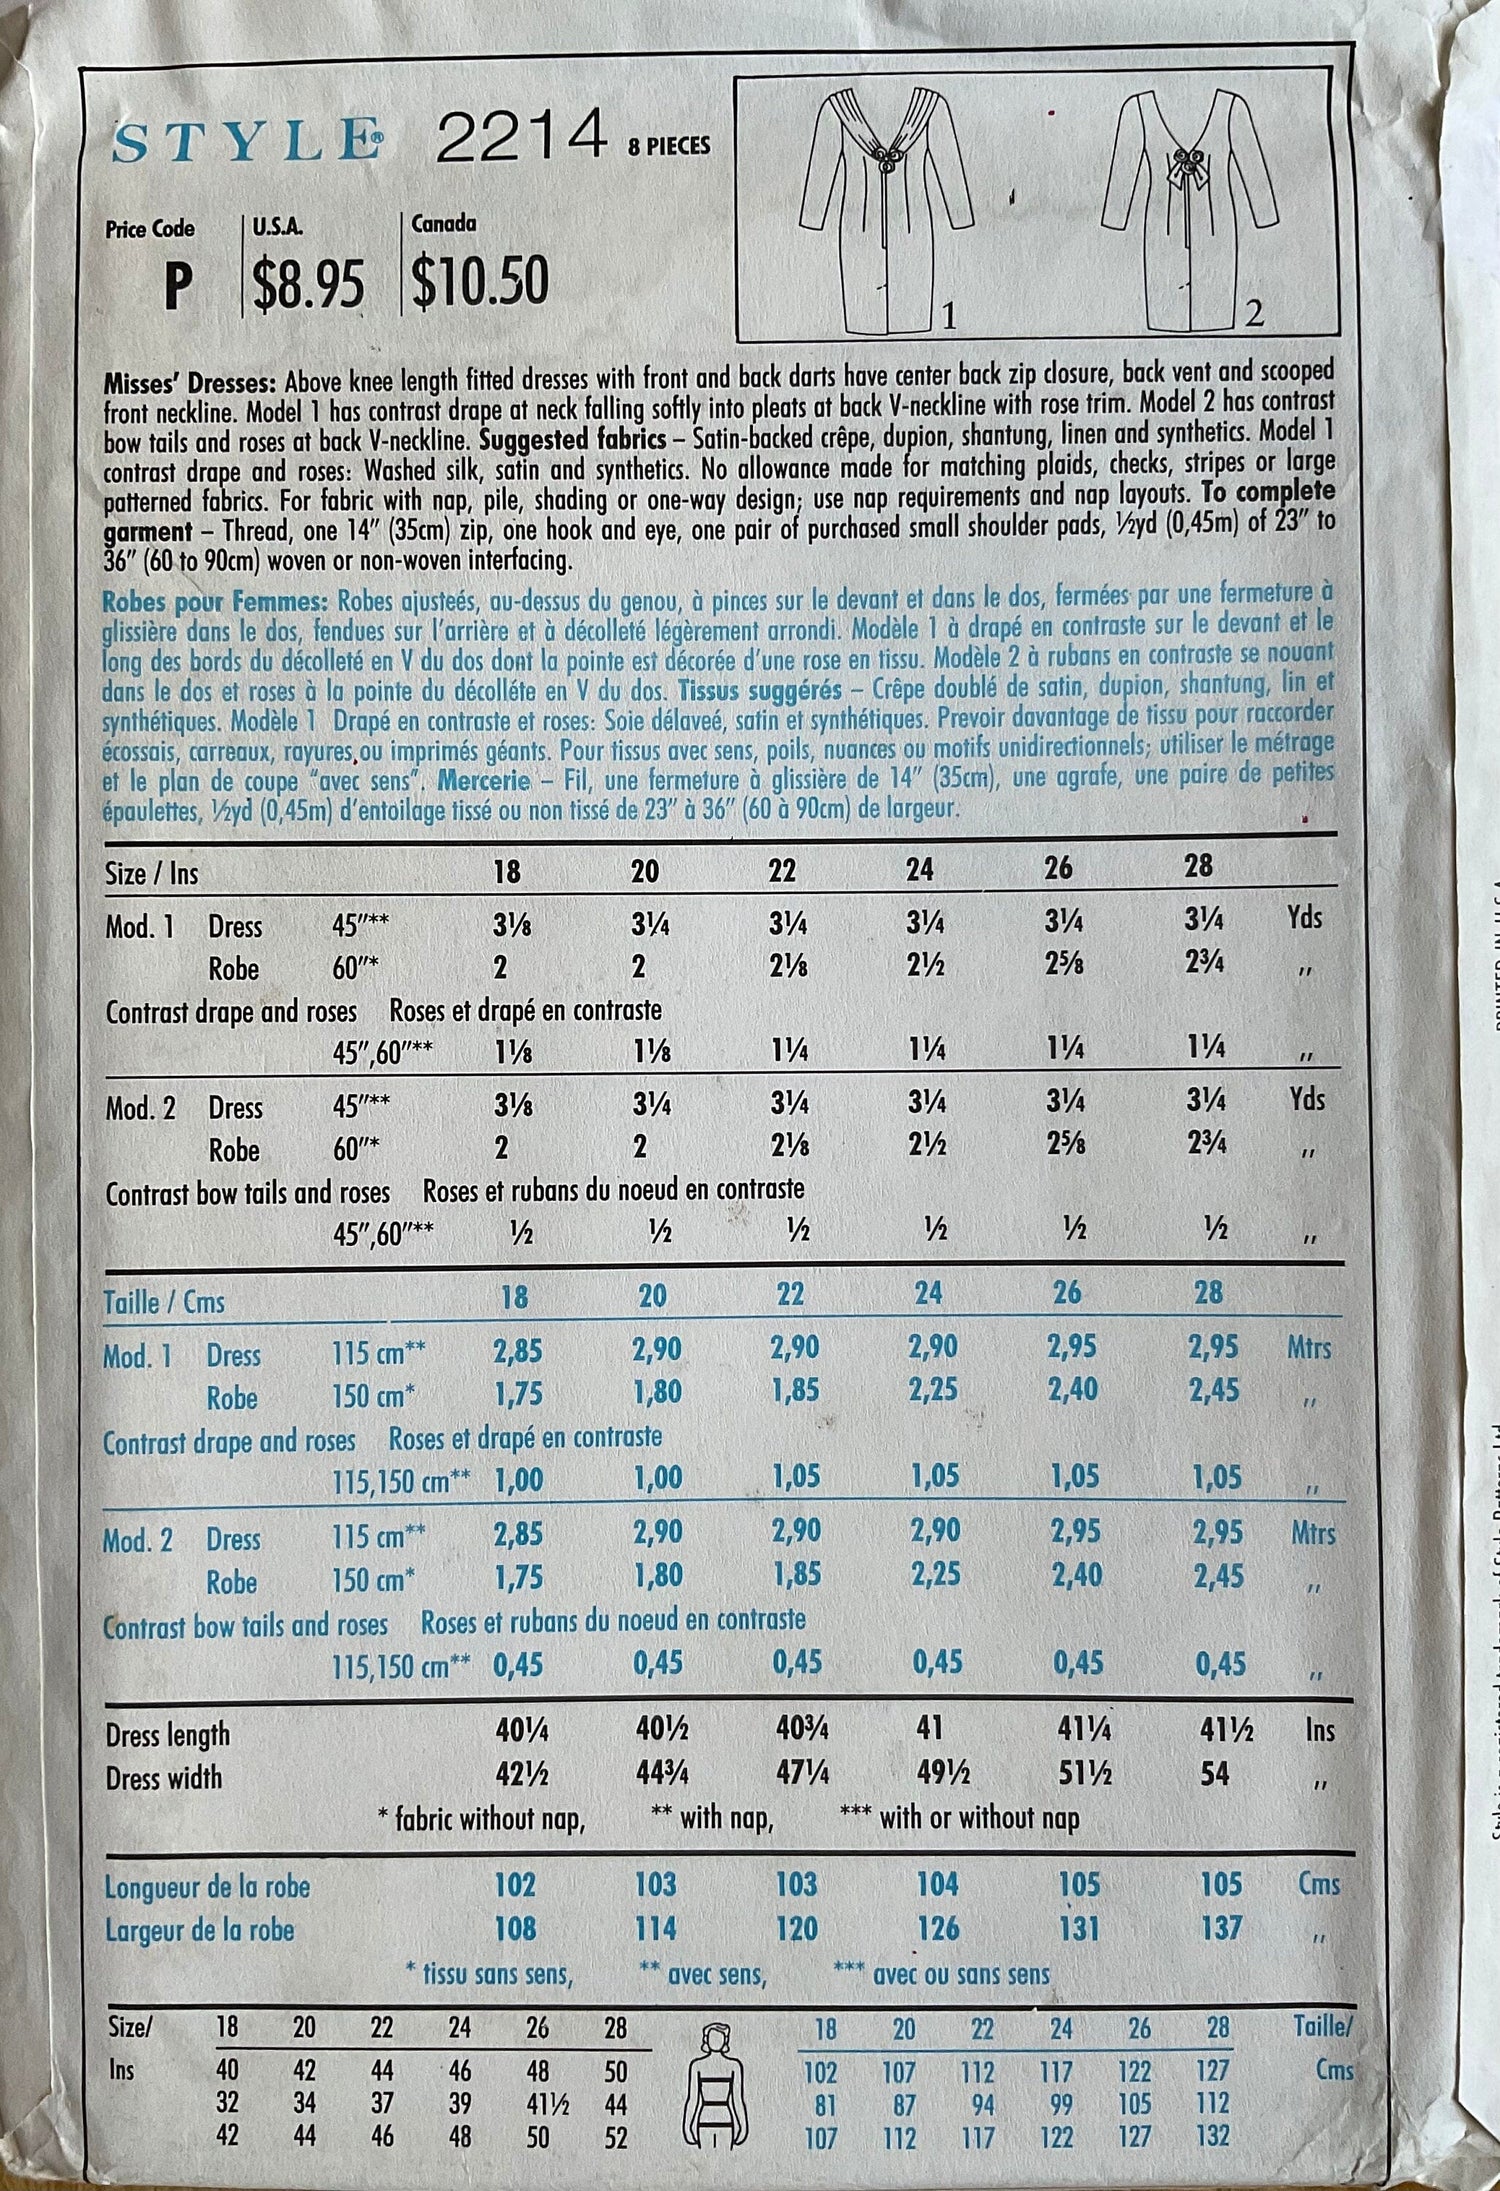 STYLE® 2214 8 PIECES
Price Code U.S.A. Canada
P $8.95 $10.50
1 2
Misses' Dresses: Above knee length fitted dresses with front and back darts have center back zip closure, back vent and scooped
front neckline. Model 1 has contrast drape at neck falling softly into pleats at back V-neckline with rose trim. Model 2 has contrast
bow tails and roses at back V-neckline. Suggested fabrics – Satin-backed crêpe, dupion, shantung, linen and synthetics. Model 1
contrast drape and roses: Washed silk, satin and synthetics. No allowance made for matching plaids, checks, stripes or large
patterned fabrics. For fabric with nap, pile, shading or one-way design; use nap requirements and nap layouts. To complete
garment – Thread, one 14" (35cm) zip, one hook and eye, one pair of purchased small shoulder pads, ½yd (0,45m) of 23" to
36" (60 to 90cm) woven or non-woven interfacing.
Robes pour Femmes: Robes ajusteés, au-dessus du genou, à pinces sur le devant et dans le dos, fermées par une fermeture à
glissière dans le dos, fendues sur l'arrière et à décolleté légèrement arrondi. Modèle 1 à drapé en contraste sur le devant et le
long des bords du décolleté en V du dos dont la pointe est décorée d'une rose en tissu. Modèle 2 à rubans en contraste se nouant
dans le dos et roses à la pointe du décolléte en V du dos. Tissus suggérés – Crêpe doublé de satin, dupion, shantung, lin et
synthétiques. Modèle 1 Drapé en contraste et roses: Soie délaveé, satin et synthétiques. Prevoir davantage de tissu pour raccorder
écossais, carreaux, rayures, ou imprimés géants. Pour tissus avec sens, poils, nuances ou motifs unidirectionnels; utiliser le métrage
et le plan de coupe "avec sens". Mercerie – Fil, une fermeture à glissière de 14" (35cm), une agrafe, une paire de petites
épaulettes, ½yd (0,45m) d'entoilage tissé ou non tissé de 23" à 36" (60 à 90cm) de largeur.
Size / Ins 18 20 22 24 26 28
Mod. 1 Dress 45"** 3⅛ 3¼ 3¼ 3¼ 3¼ 3¼ Yds
Robe 60"* 2 2 2⅛ 2½ 2⅝ 2¾ "
Contrast drape and roses Roses et drapé en contraste
45",60"** 1⅛ 1⅛ 1¼ 1¼ 1¼ 1¼ "
Mod. 2 Dress 45"** 3⅛ 3¼ 3¼ 3¼ 3¼ 3¼ Yds
Robe 60"* 2 2 2⅛ 2½ 2⅝ 2¾ "
Contrast bow tails and roses Roses et rubans du noeud en contraste
45",60"** ½ ½ ½ ½ ½ ½ "
Taille / Cms 18 20 22 24 26 28
Mod. 1 Dress 115 cm** 2,85 2,90 2,90 2,90 2,95 2,95 Mtrs
Robe 150 cm* 1,75 1,80 1,85 2,25 2,40 2,45 "
Contrast drape and roses Roses et drapé en contraste
115,150 cm** 1,00 1,00 1,05 1,05 1,05 1,05 "
Mod. 2 Dress 115 cm** 2,85 2,90 2,90 2,90 2,95 2,95 Mtrs
Robe 150 cm* 1,75 1,80 1,85 2,25 2,40 2,45 "
Contrast bow tails and roses Roses et rubans du noeud en contraste
115,150 cm** 0,45 0,45 0,45 0,45 0,45 0,45 "
Dress length 40¼ 40½ 40¾ 41 41¼ 41½ Ins
Dress width 42½ 44¾ 47¼ 49½ 51½ 54 "
* fabric without nap, ** with nap, *** with or without nap
Longueur de la robe 102 103 103 104 105 105 Cms
Largeur de la robe 108 114 120 126 131 137 "
* tissu sans sens, ** avec sens, *** avec ou sans sens
Size/ 18 20 22 24 26 28 18 20 22 24 26 28 Taille/
Ins 40 42 44 46 48 50 102 107 112 117 122 127 Cms
32 34 37 39 41½ 44 81 87 94 99 105 112
42 44 46 48 50 52 107 112 117 122 127 132